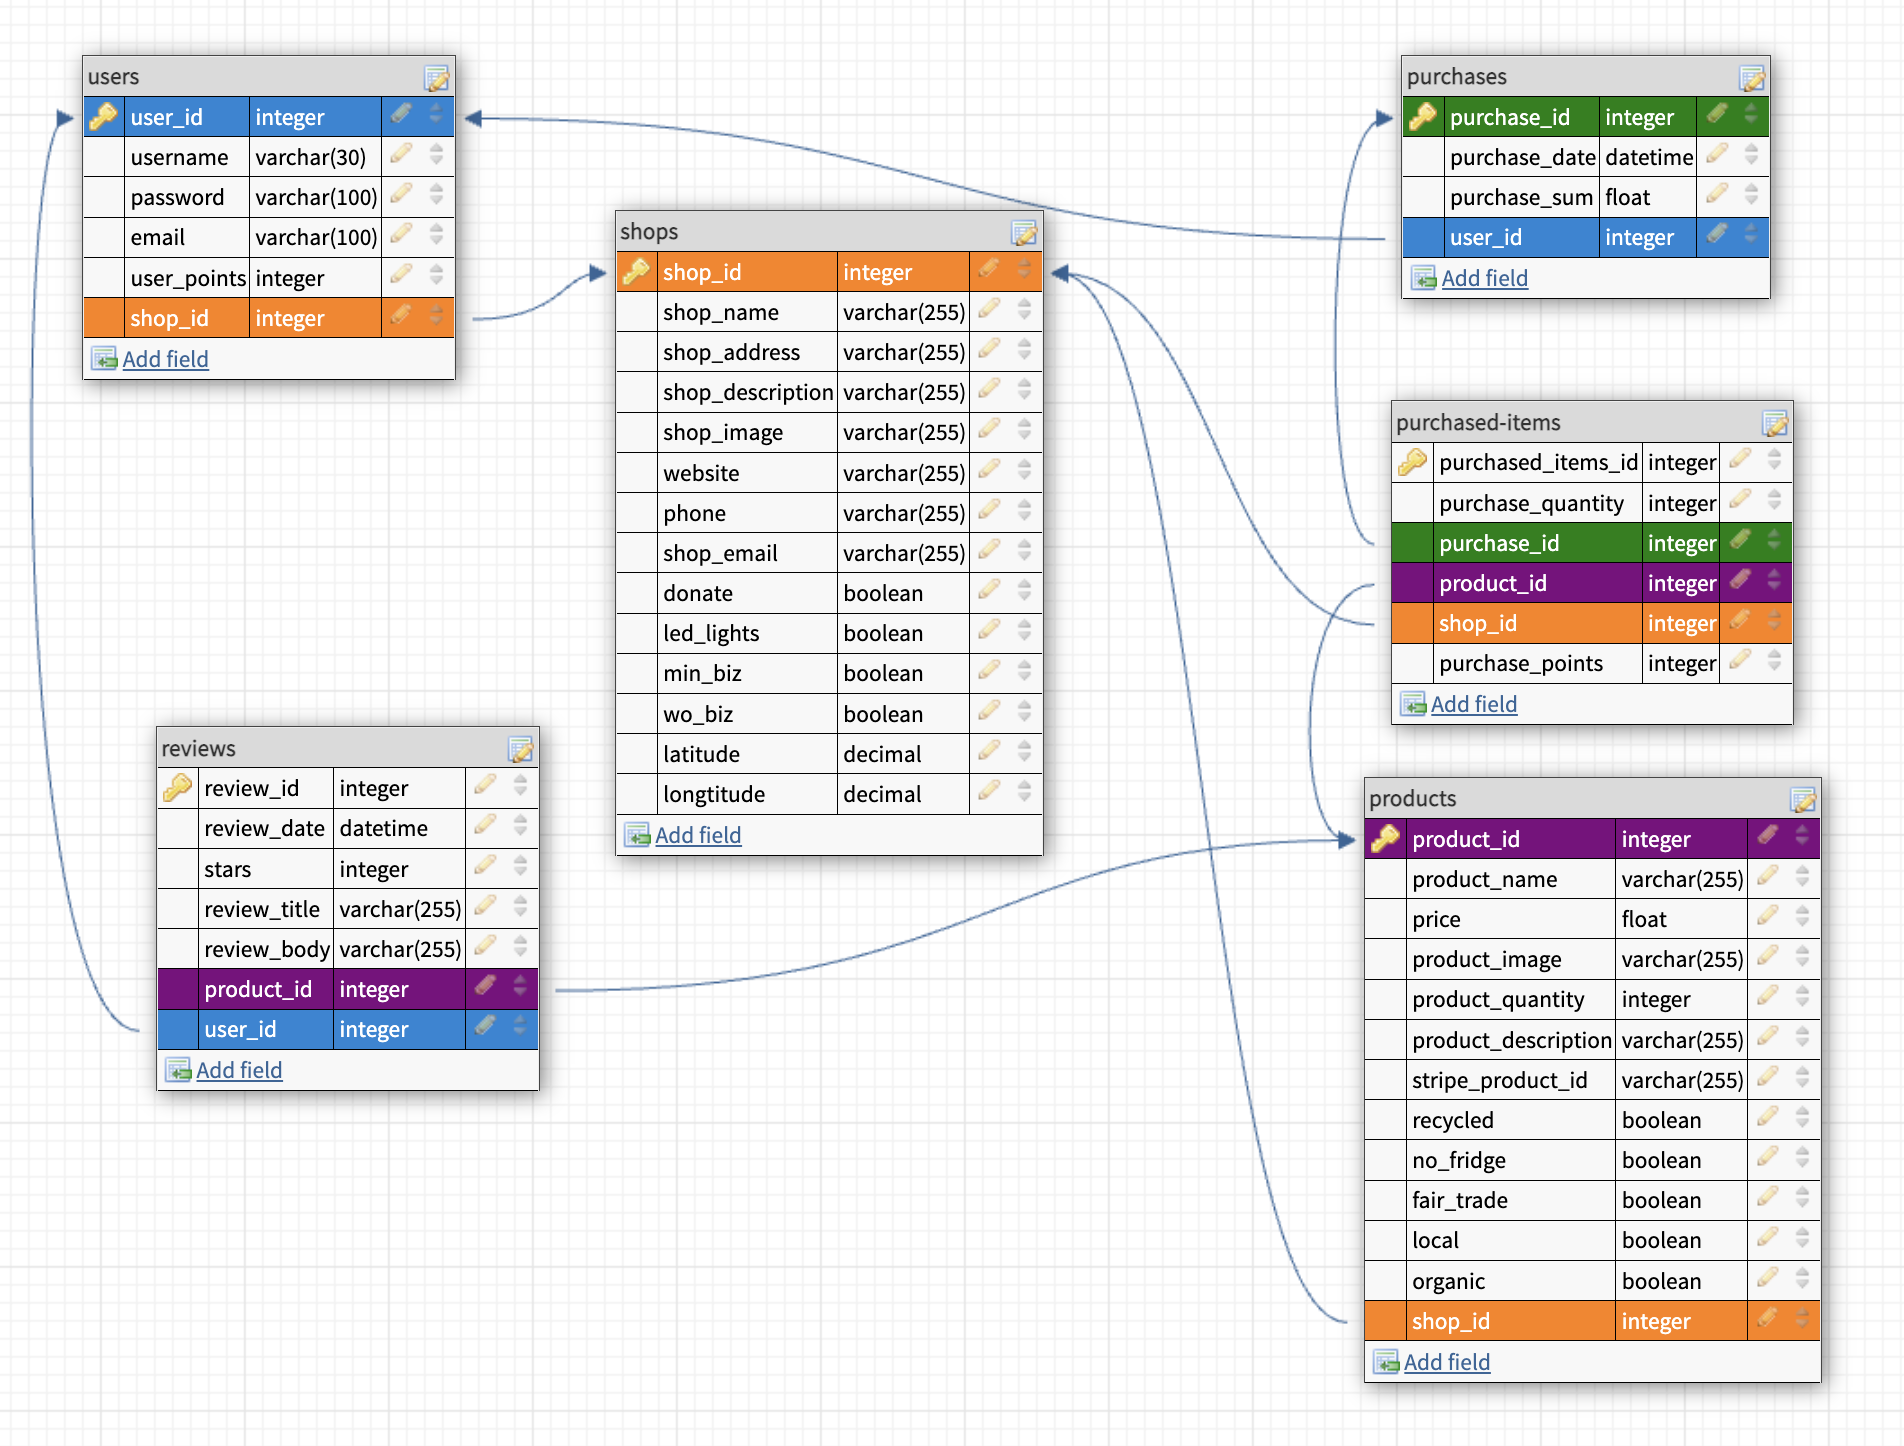 users
user_id integer
username varchar(30)
password varchar(100)
email varchar(100)
user_points integer
shop_id integer
Add field
shops
shop_id integer
shop_name varchar(255)
shop_address varchar(255)
shop_description varchar(255)
shop_image varchar(255)
website varchar(255)
phone varchar(255)
shop_email varchar(255)
donate boolean
led_lights boolean
min_biz boolean
wo_biz boolean
latitude decimal
longtitude decimal
Add field
purchases
purchase_id integer
purchase_date datetime
purchase_sum float
user_id integer
Add field
purchased-items
purchased_items_id integer
purchase_quantity integer
purchase_id integer
product_id integer
shop_id integer
purchase_points integer
Add field
reviews
review_id integer
review_date datetime
stars integer
review_title varchar(255)
review_body varchar(255)
product_id integer
user_id integer
Add field
products
product_id integer
product_name varchar(255)
price float
product_image varchar(255)
product_quantity integer
product_description varchar(255)
stripe_product_id varchar(255)
recycled boolean
no_fridge boolean
fair_trade boolean
local boolean
organic boolean
shop_id integer
Add field